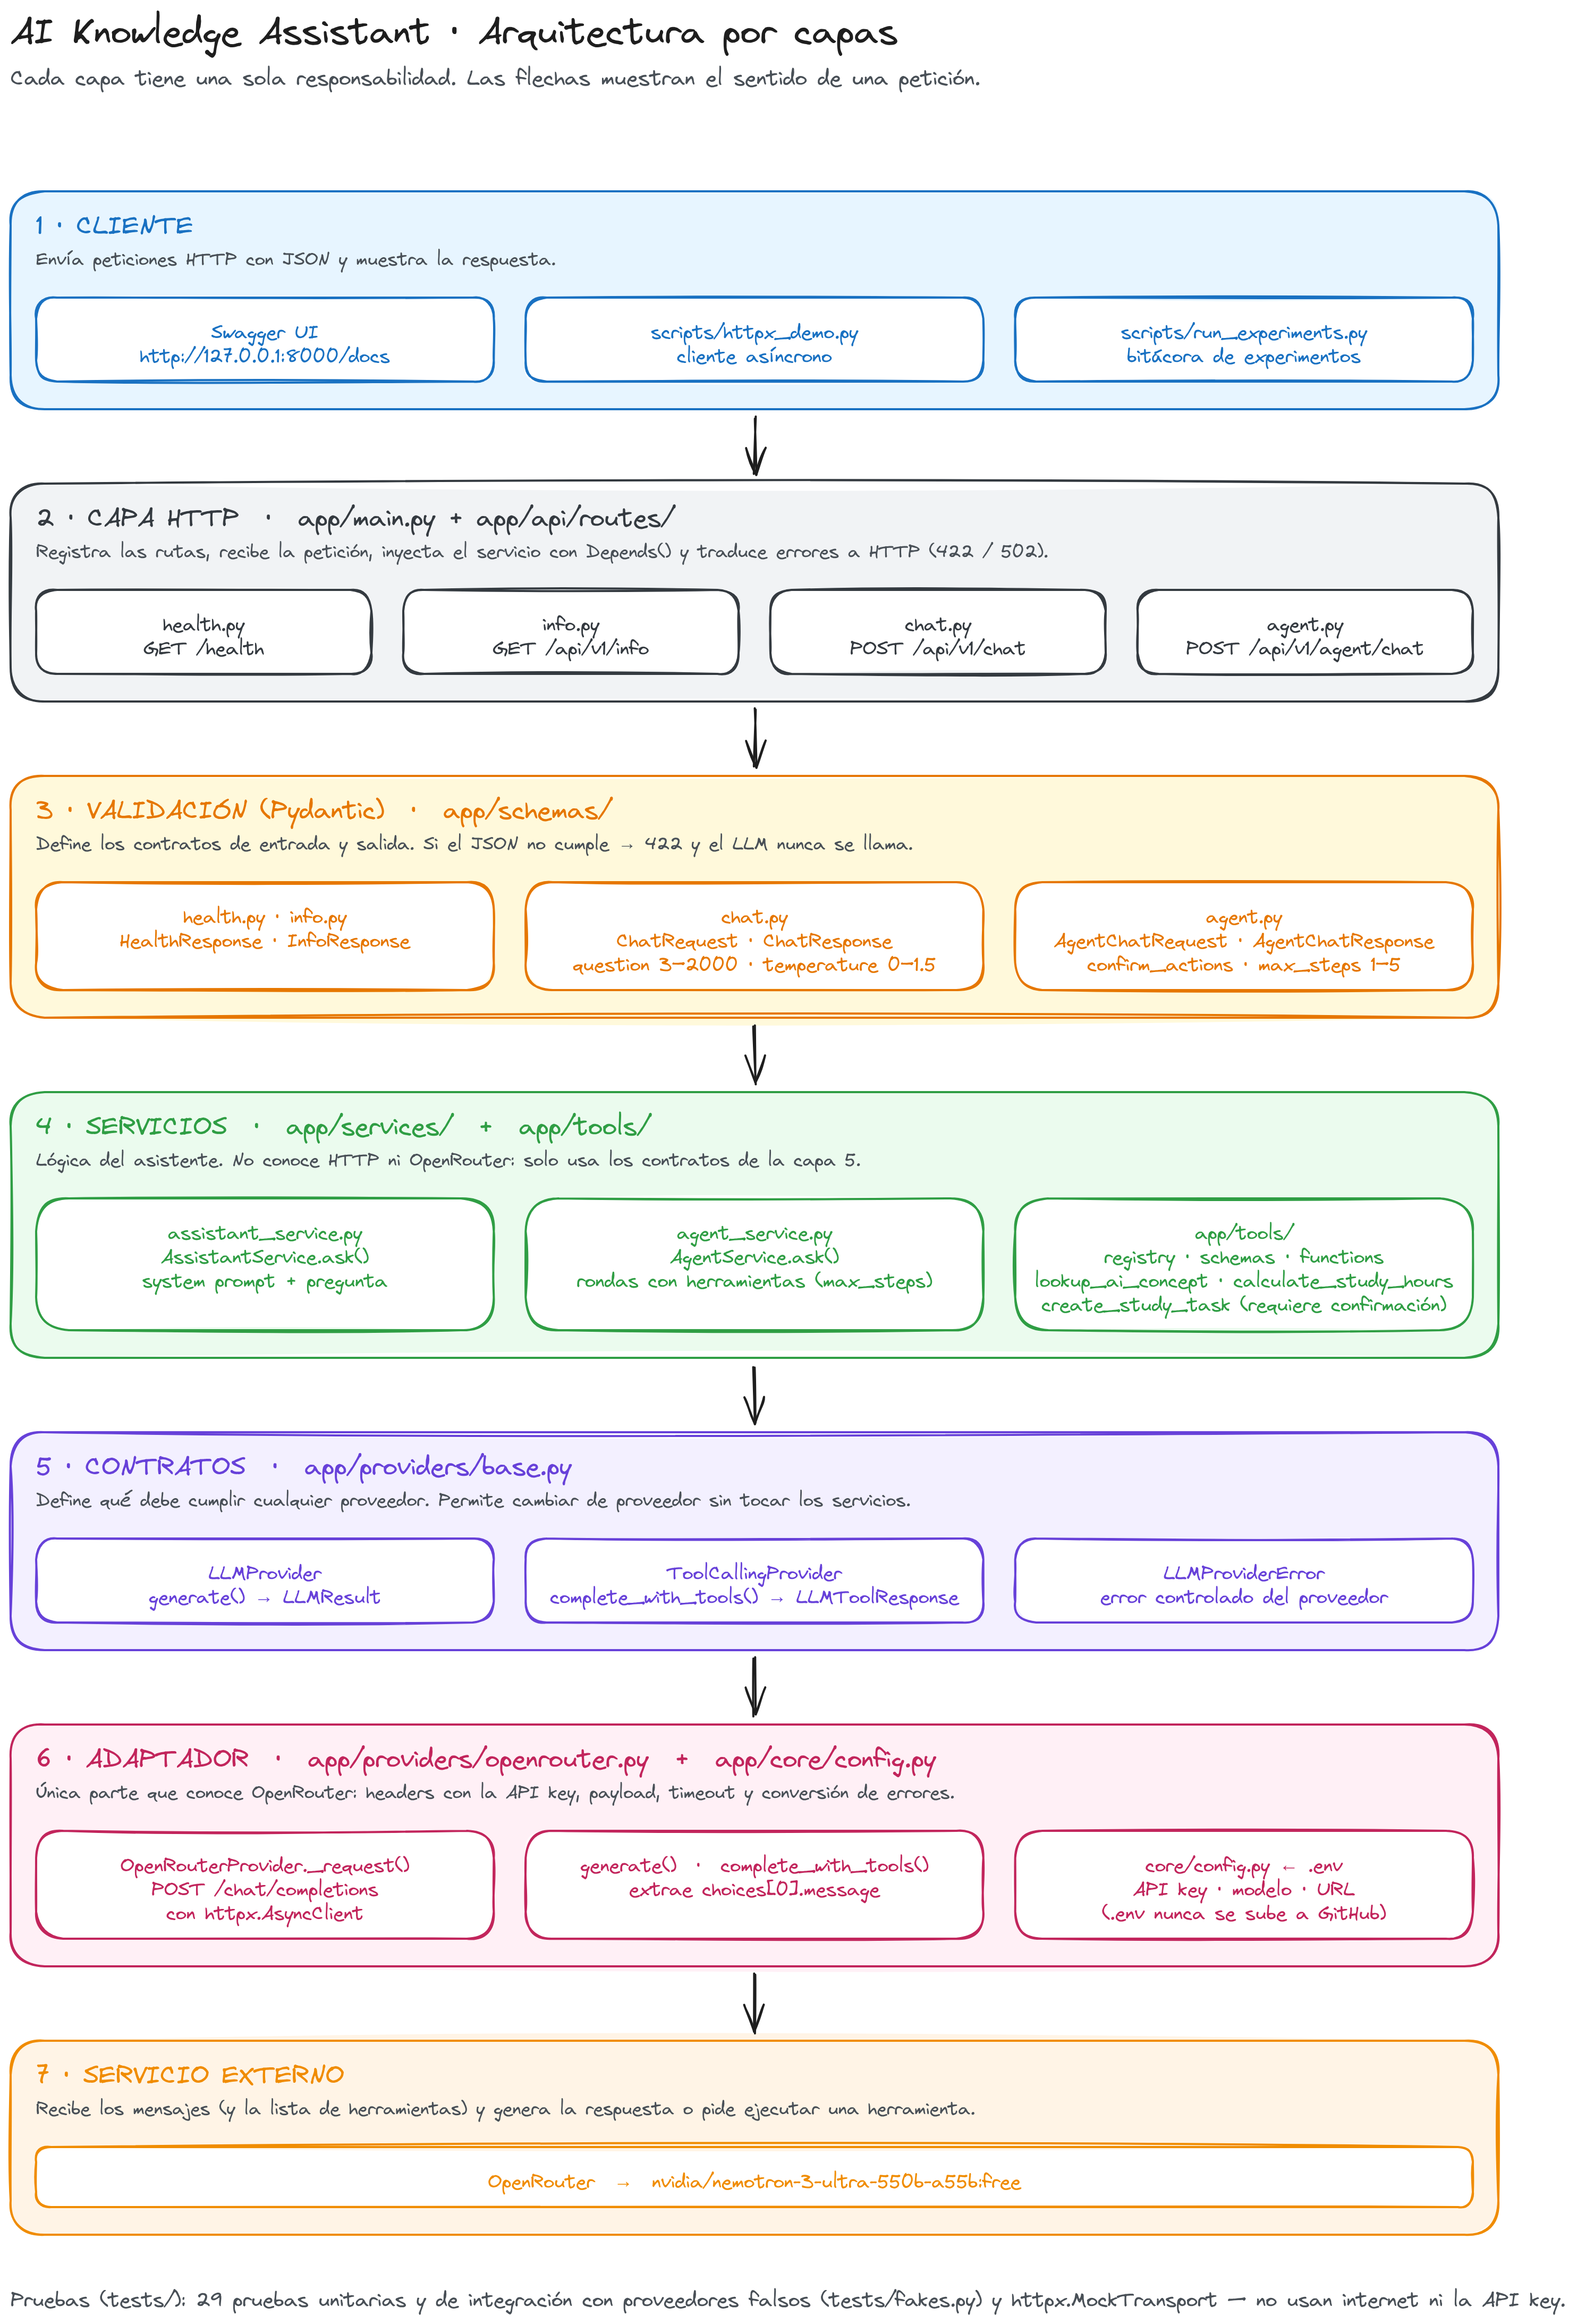 AI Knowledge Assistant · Arquitectura por capas
Cada capa tiene una sola responsabilidad. Las flechas muestran el sentido de una petición.
1 · CLIENTE
Envía peticiones HTTP con JSON y muestra la respuesta.
Swagger UI
http://127.0.0.1:8000/docs
scripts/httpx_demo.py
cliente asíncrono
scripts/run_experiments.py
bitácora de experimentos
2 · CAPA HTTP · app/main.py + app/api/routes/
Registra las rutas, recibe la petición, inyecta el servicio con Depends() y traduce errores a HTTP (422 / 502).
health.py
GET /health
info.py
GET /api/v1/info
chat.py
POST /api/v1/chat
agent.py
POST /api/v1/agent/chat
3 · VALIDACIÓN (Pydantic) · app/schemas/
Define los contratos de entrada y salida. Si el JSON no cumple → 422 y el LLM nunca se llama.
health.py · info.py
HealthResponse · InfoResponse
chat.py
ChatRequest · ChatResponse
question 3–2000 · temperature 0–1.5
agent.py
AgentChatRequest · AgentChatResponse
confirm_actions · max_steps 1–5
4 · SERVICIOS · app/services/ + app/tools/
Lógica del asistente. No conoce HTTP ni OpenRouter: solo usa los contratos de la capa 5.
assistant_service.py
AssistantService.ask()
system prompt + pregunta
agent_service.py
AgentService.ask()
rondas con herramientas (max_steps)
app/tools/
registry · schemas · functions
lookup_ai_concept · calculate_study_hours
create_study_task (requiere confirmación)
5 · CONTRATOS · app/providers/base.py
Define qué debe cumplir cualquier proveedor. Permite cambiar de proveedor sin tocar los servicios.
LLMProvider
generate() → LLMResult
ToolCallingProvider
complete_with_tools() → LLMToolResponse
LLMProviderError
error controlado del proveedor
6 · ADAPTADOR · app/providers/openrouter.py + app/core/config.py
Única parte que conoce OpenRouter: headers con la API key, payload, timeout y conversión de errores.
OpenRouterProvider._request()
POST /chat/completions
con httpx.AsyncClient
generate() · complete_with_tools()
extrae choices[0].message
core/config.py ← .env
API key · modelo · URL
(.env nunca se sube a GitHub)
7 · SERVICIO EXTERNO
Recibe los mensajes (y la lista de herramientas) y genera la respuesta o pide ejecutar una herramienta.
OpenRouter → nvidia/nemotron-3-ultra-550b-a55b:free
Pruebas (tests/): 29 pruebas unitarias y de integración con proveedores falsos (tests/fakes.py) y httpx.MockTransport — no usan internet ni la API key.